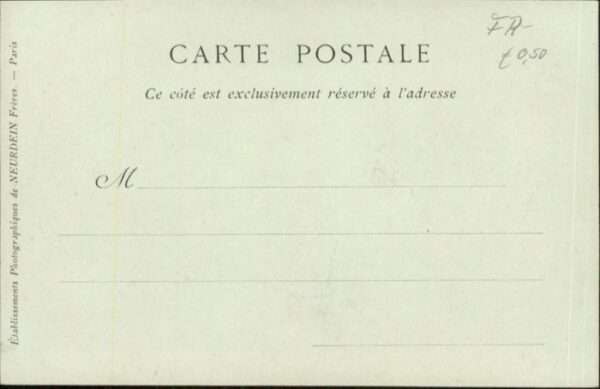 FR-
€ 0,50
CARTE POSTALE
Ce côté est exclusivement réservé à l'adresse
M
Établissements Photographiques de NEURDEIN Frères. — Paris